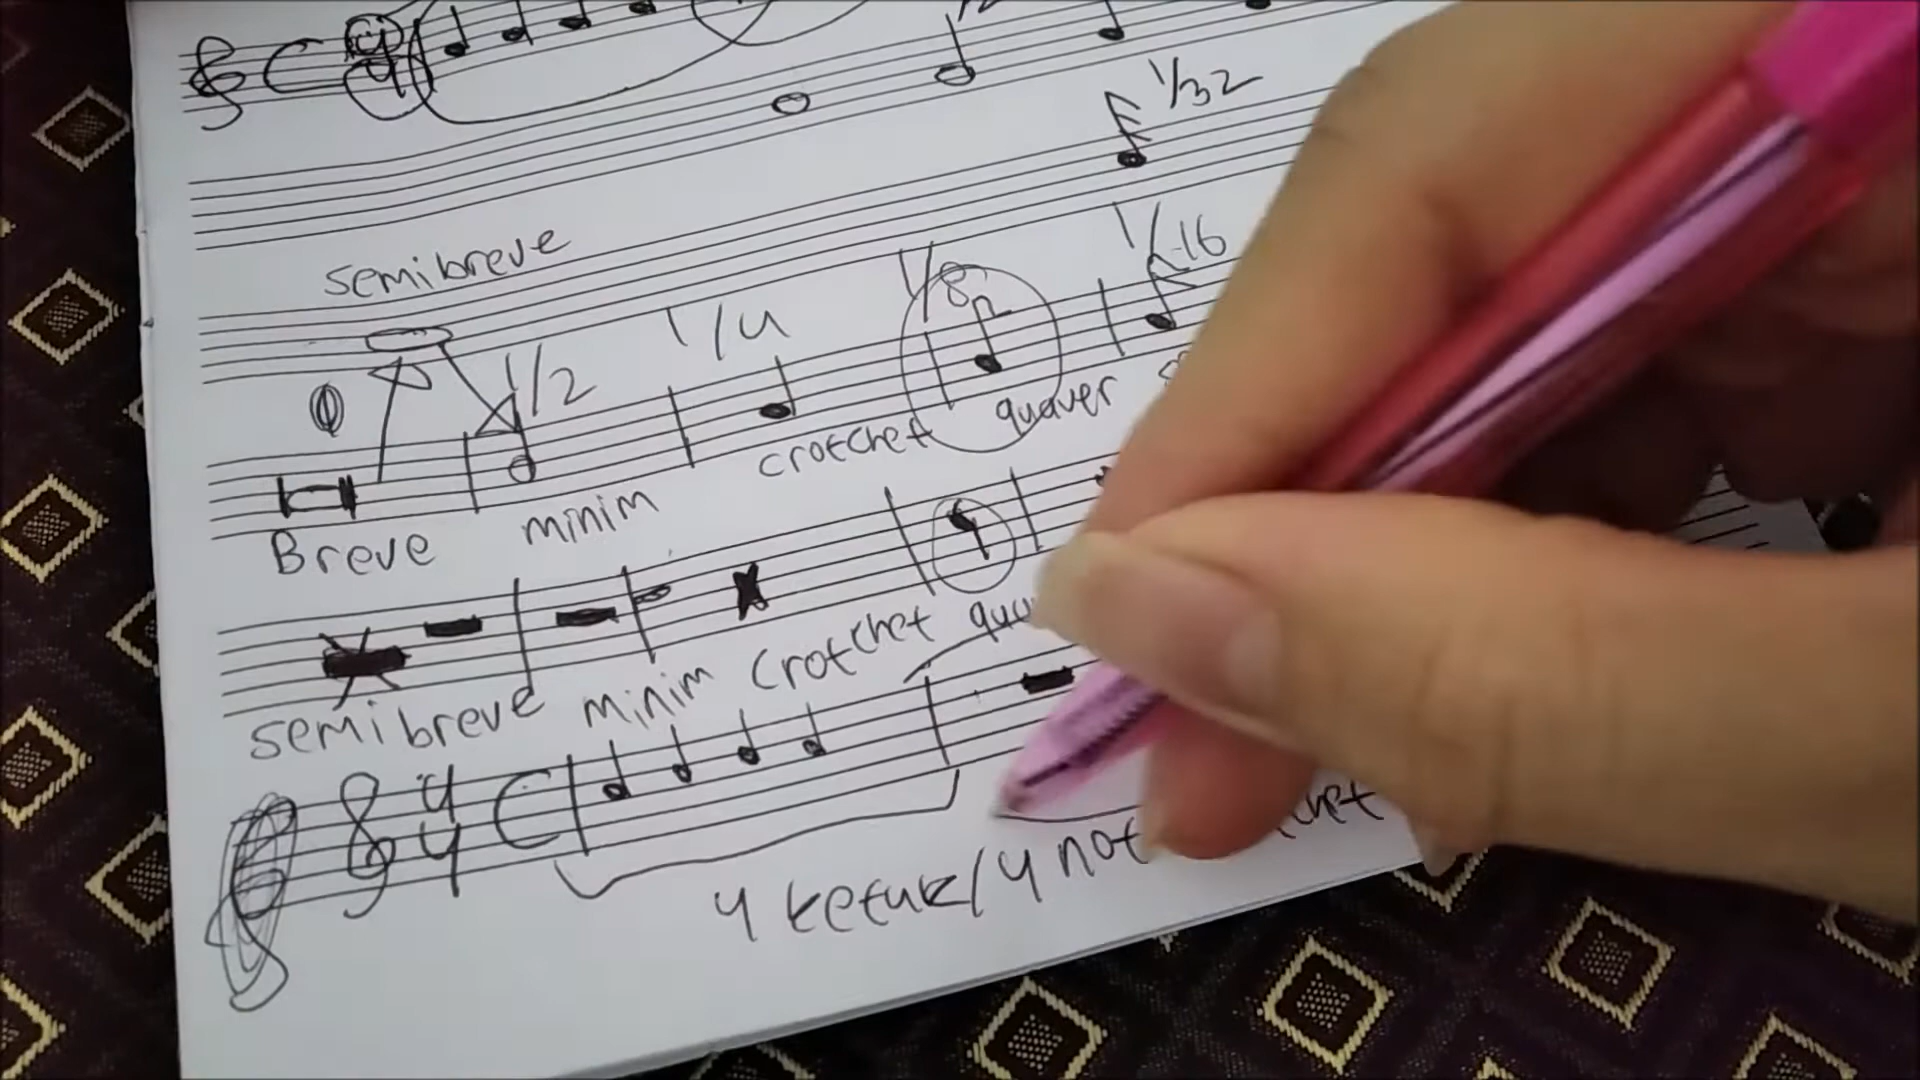 4
1/32
semibreve
1/2 1/4 1/8 1/16
Breve minim crotchet quaver
semibreve minim crotchet
4
4
4 ketuk/4 not